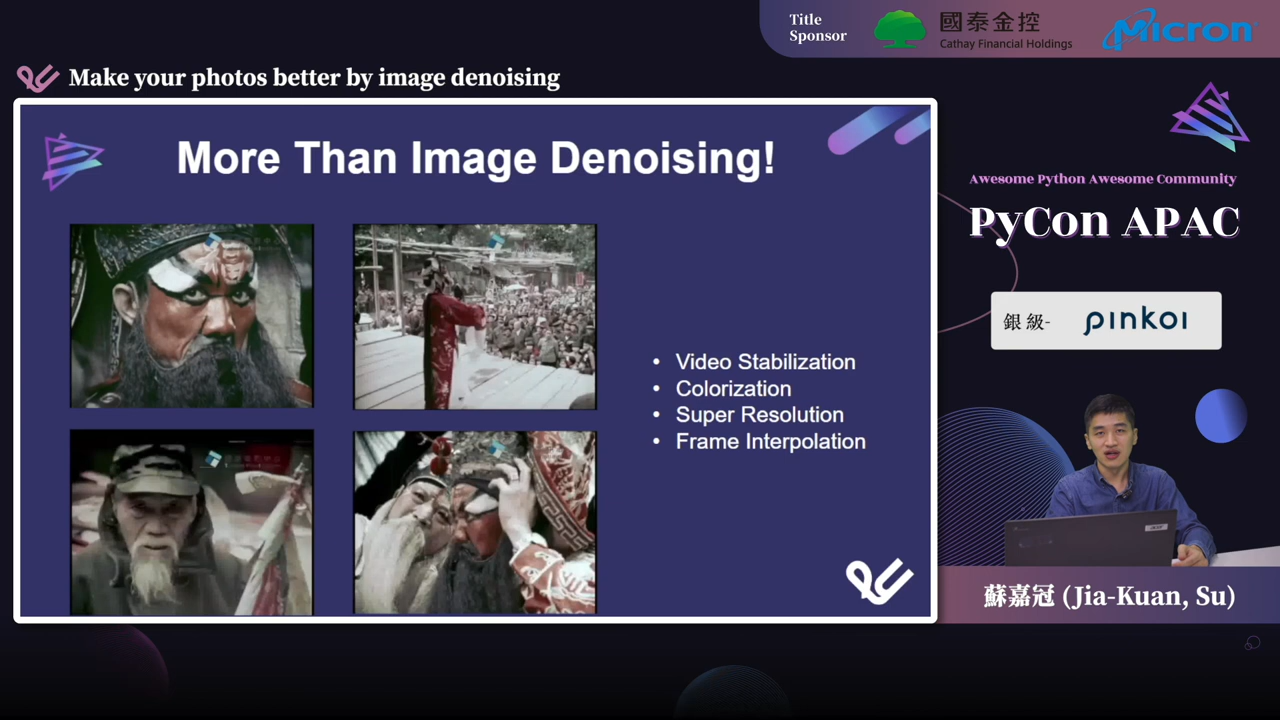 Title
Sponsor
國泰金控
Cathay Financial Holdings
Micron
Make your photos better by image denoising
More Than Image Denoising!
• Video Stabilization
• Colorization
• Super Resolution
• Frame Interpolation
Awesome Python Awesome Community
PyCon APAC
銀級- pinkoi
acer
蘇嘉冠 (Jia-Kuan, Su)